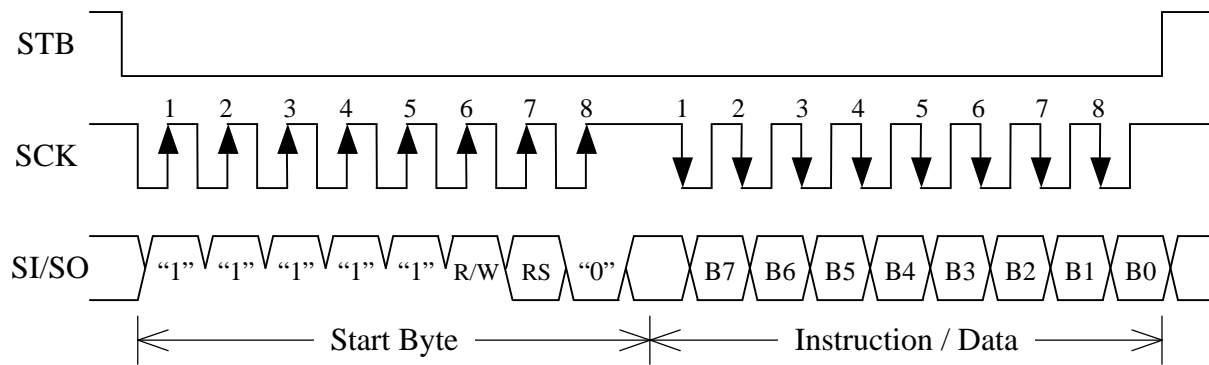 STB
1 2 3 4 5 6 7 8 1 2 3 4 5 6 7 8
SCK
SI/SO “1” “1” “1” “1” “1” R/W RS “0” B7 B6 B5 B4 B3 B2 B1 B0
Start Byte Instruction / Data